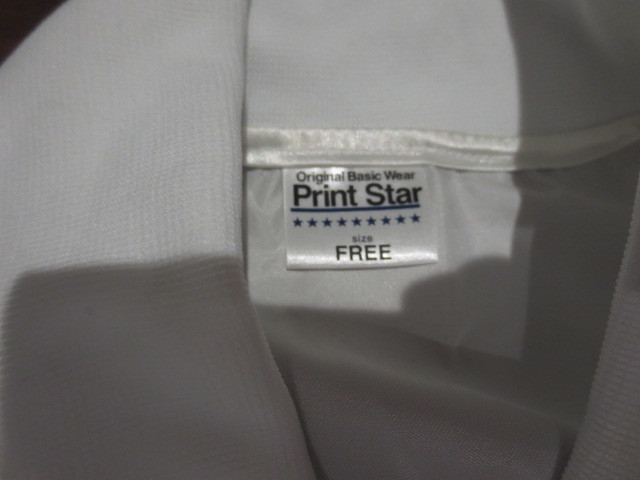 Original Basic Wear
Print Star
size
FREE